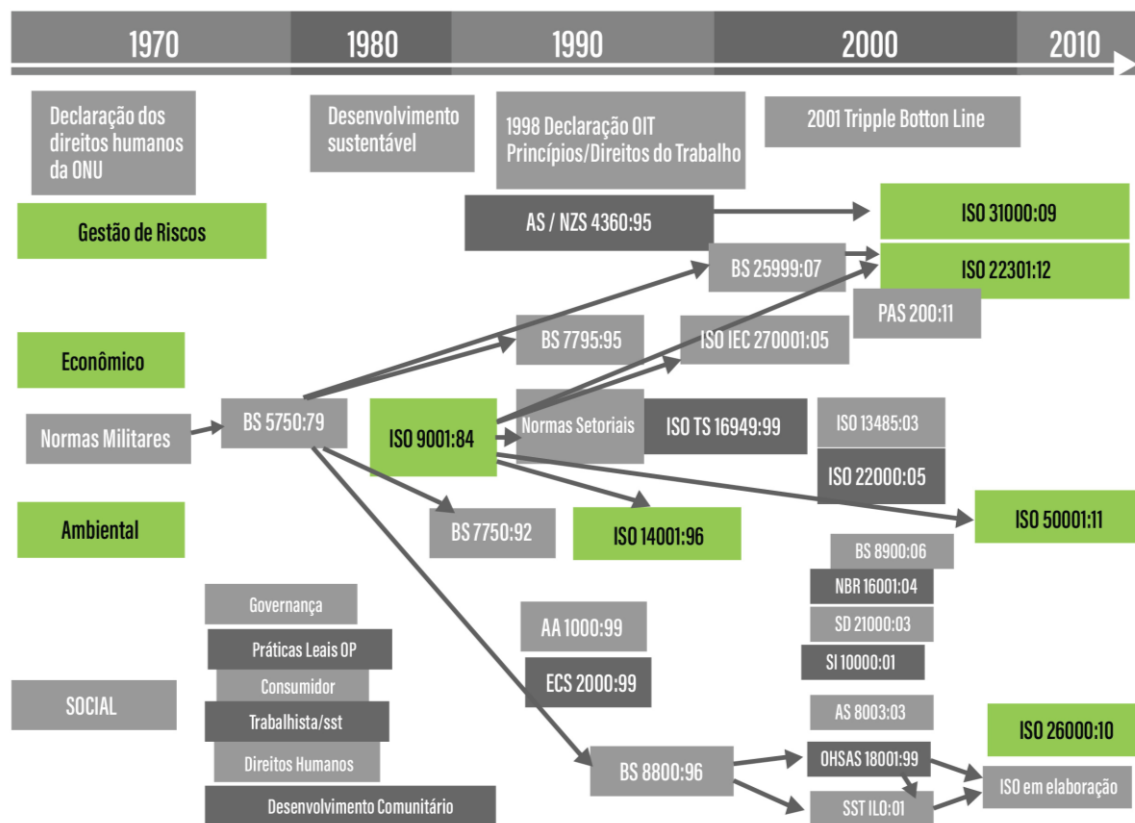 1970
1980
1990
2000
2010
Declaração dos
direitos humanos
da ONU
Desenvolvimento
sustentável
1998 Declaração OIT
Princípios/Direitos do Trabalho
2001 Tripple Botton Line
Gestão de Riscos
AS / NZS 4360:95
ISO 31000:09
BS 25999:07
ISO 22301:12
PAS 200:11
Econômico
BS 7795:95
ISO IEC 270001:05
Normas Militares
BS 5750:79
ISO 9001:84
Normas Setoriais
ISO TS 16949:99
ISO 13485:03
ISO 22000:05
Ambiental
BS 7750:92
ISO 14001:96
ISO 50001:11
BS 8900:06
NBR 16001:04
SD 21000:03
SI 10000:01
Governança
Práticas Leais OP
Consumidor
Trabalhista/sst
Direitos Humanos
Desenvolvimento Comunitário
SOCIAL
AA 1000:99
ECS 2000:99
AS 8003:03
ISO 26000:10
BS 8800:96
OHSAS 18001:99
SST ILO:01
ISO em elaboração